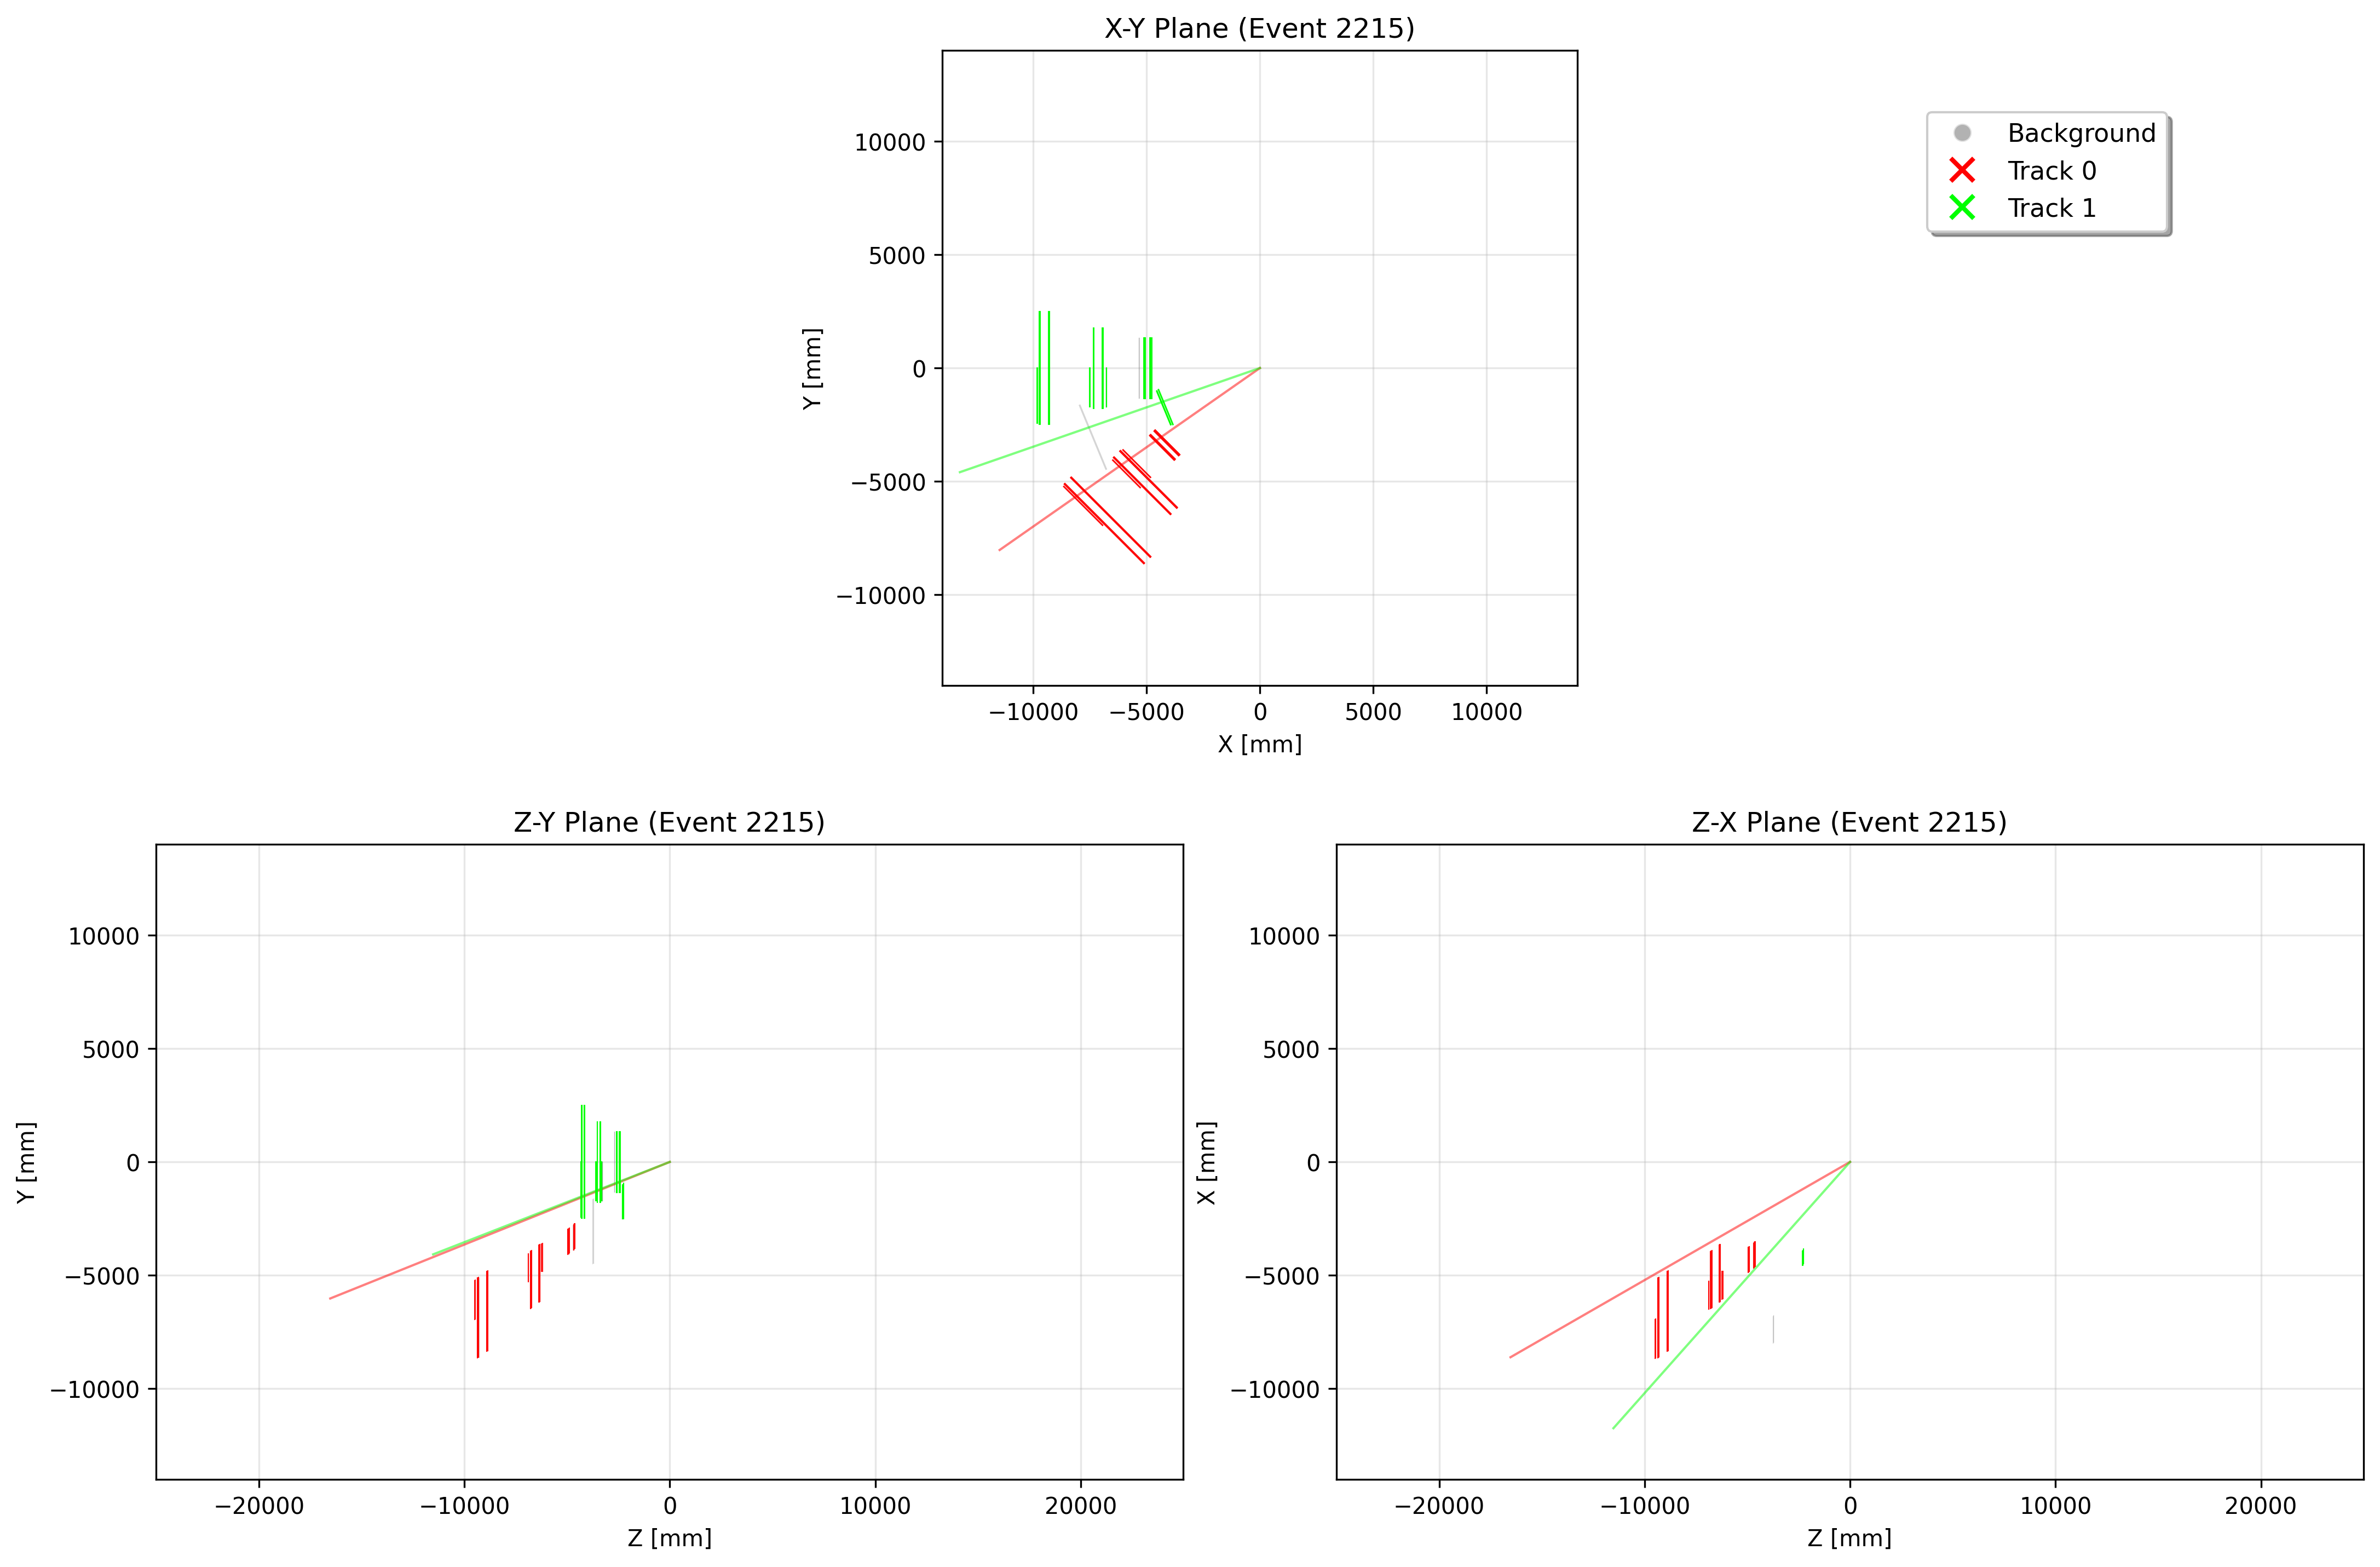 X-Y Plane (Event 2215)
Background
Track 0
Track 1
10000
5000
0
−5000
−10000
Y [mm]
−10000 −5000 0 5000 10000
X [mm]
Z-Y Plane (Event 2215)
10000
5000
0
−5000
−10000
Y [mm]
−20000 −10000 0 10000 20000
Z [mm]
Z-X Plane (Event 2215)
10000
5000
0
−5000
−10000
X [mm]
−20000 −10000 0 10000 20000
Z [mm]